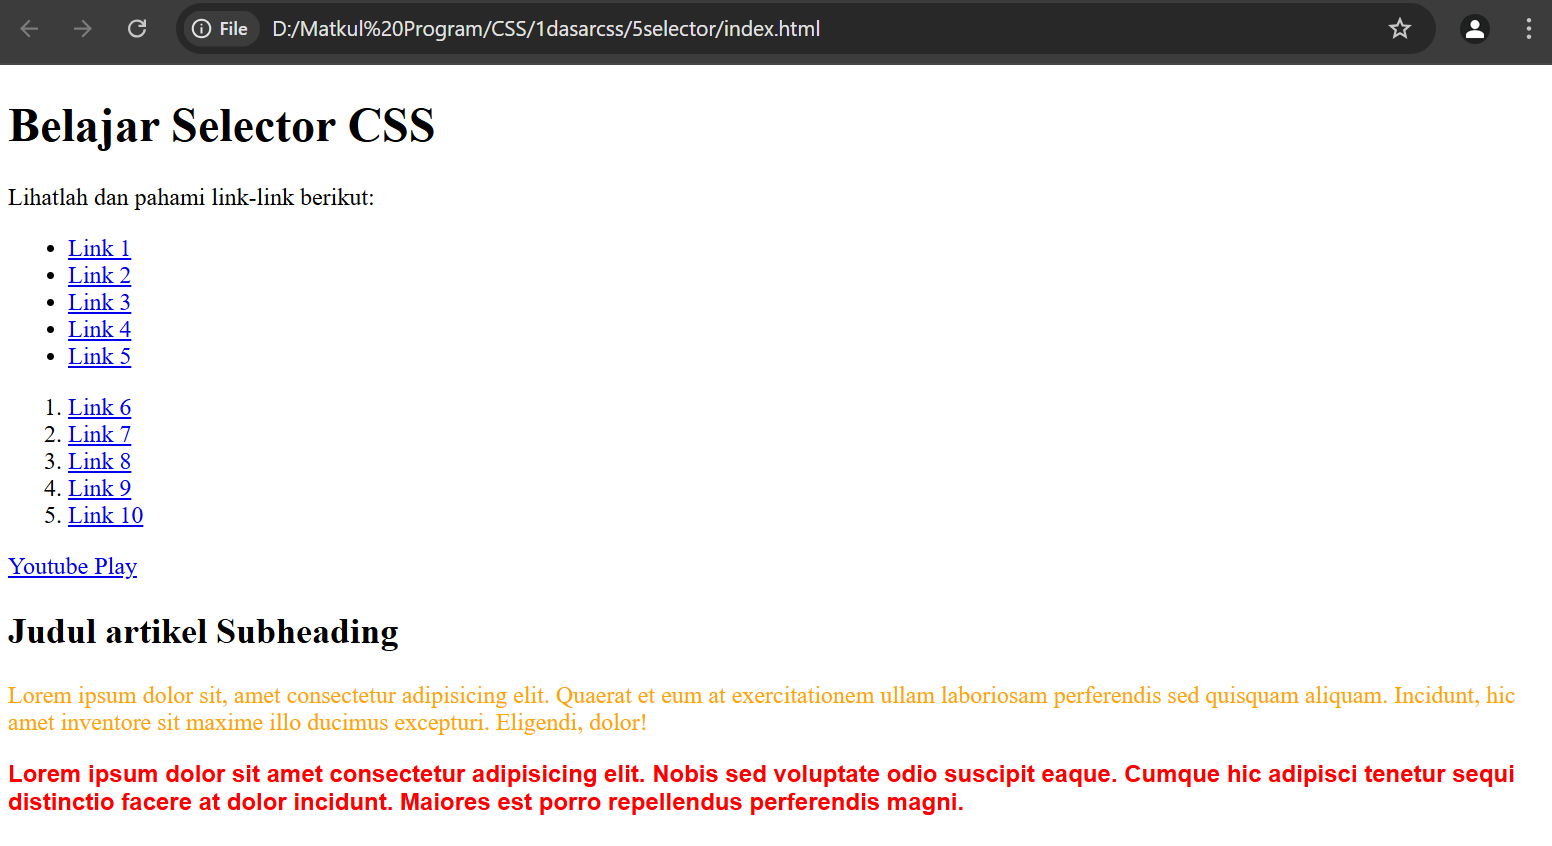 File D:/Matkul%20Program/CSS/1dasarcss/5selector/index.html
Belajar Selector CSS
Lihatlah dan pahami link-link berikut:
• Link 1
• Link 2
• Link 3
• Link 4
• Link 5
1. Link 6
2. Link 7
3. Link 8
4. Link 9
5. Link 10
Youtube Play
Judul artikel Subheading
Lorem ipsum dolor sit, amet consectetur adipisicing elit. Quaerat et eum at exercitationem ullam laboriosam perferendis sed quisquam aliquam. Incidunt, hic
amet inventore sit maxime illo ducimus excepturi. Eligendi, dolor!
Lorem ipsum dolor sit amet consectetur adipisicing elit. Nobis sed voluptate odio suscipit eaque. Cumque hic adipisci tenetur sequi
distinctio facere at dolor incidunt. Maiores est porro repellendus perferendis magni.